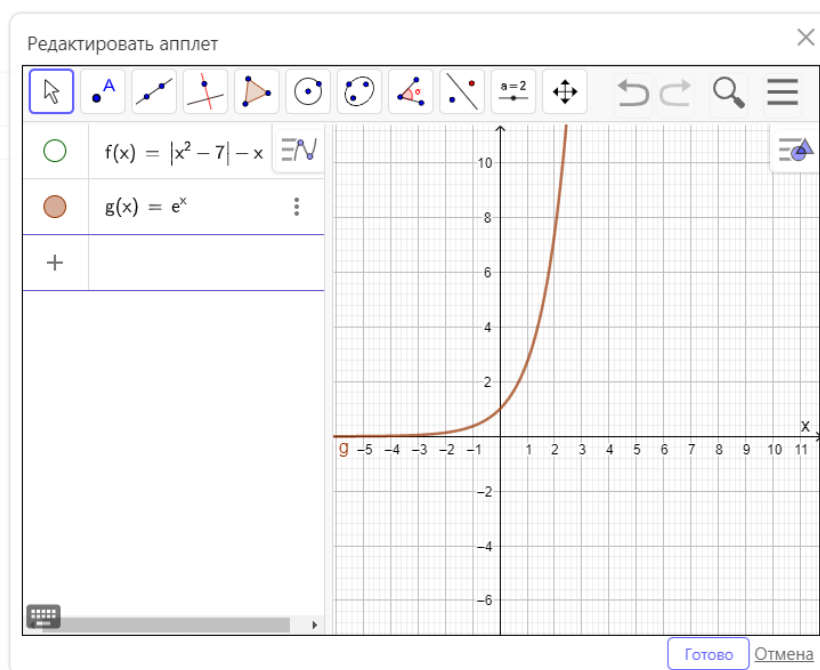 Редактировать апплет
A
a=2
f(x) = |x² − 7| − x
g(x) = eˣ
+
10
8
6
4
2
x
g −5 −4 −3 −2 −1 1 2 3 4 5 6 7 8 9 10 11
−2
−4
−6
Готово Отмена